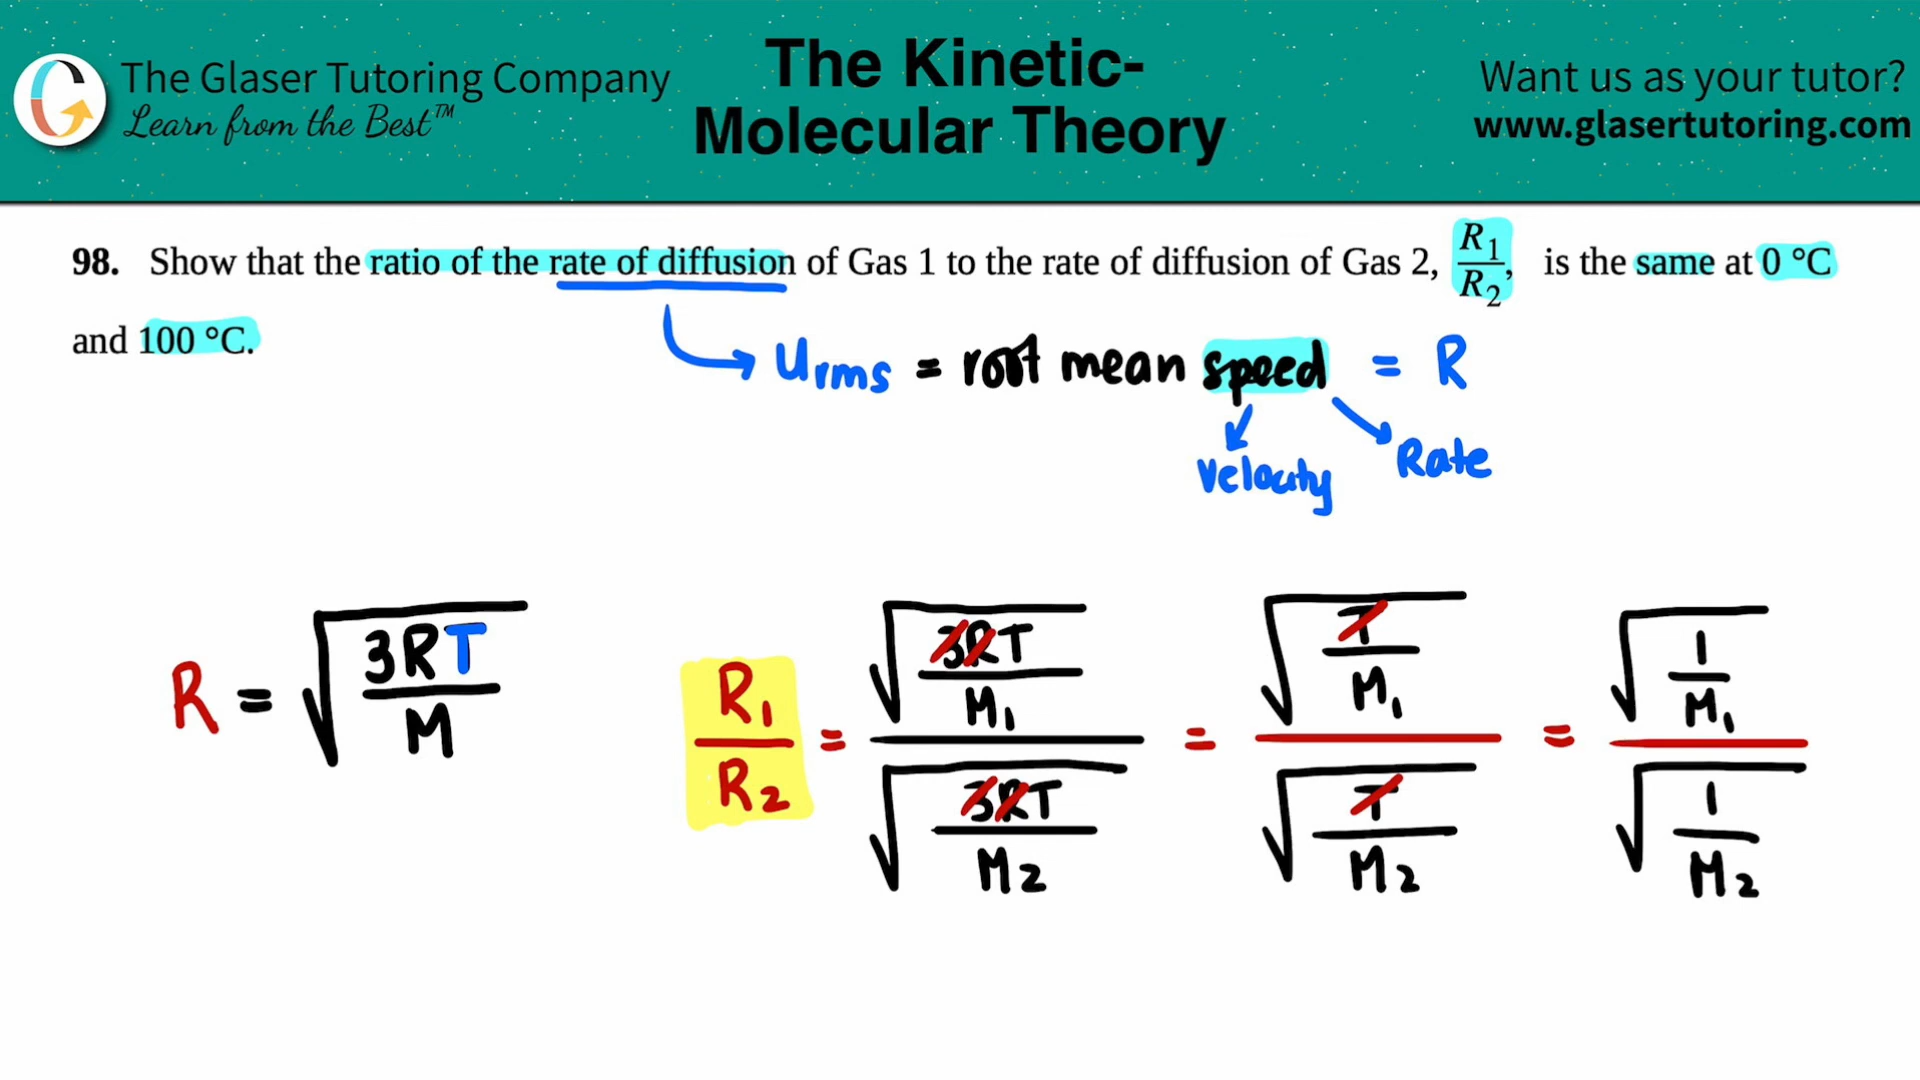 The Glaser Tutoring Company
Learn from the Best™
The Kinetic-
Molecular Theory
Want us as your tutor?
www.glasertutoring.com
98. Show that the ratio of the rate of diffusion of Gas 1 to the rate of diffusion of Gas 2, R₁/R₂, is the same at 0 °C
and 100 °C.
Urms = root mean speed = R
Velocity Rate
R = √(3RT/M)
R₁/R₂ = √(3RT/M₁)/√(3RT/M₂) = √(T/M₁)/√(T/M₂) = √(1/M₁)/√(1/M₂)